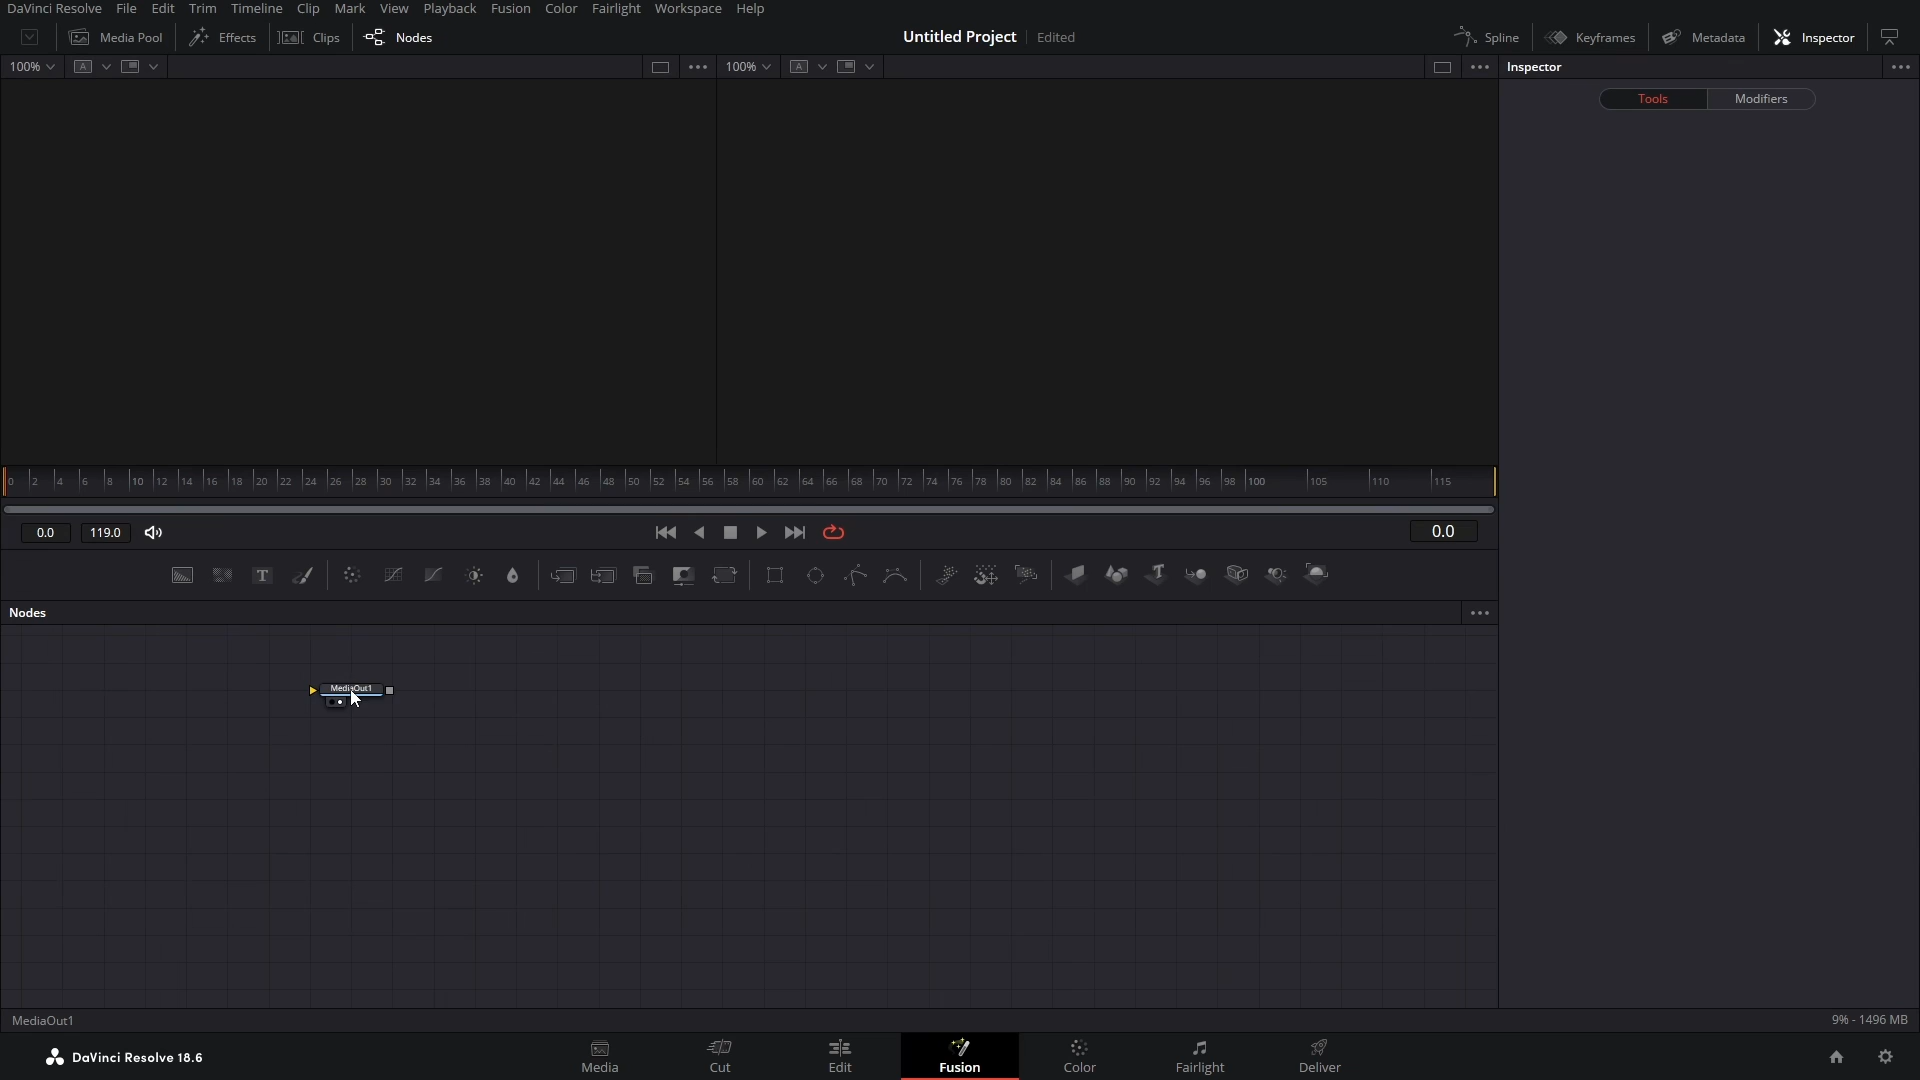 DaVinci Resolve File Edit Trim Timeline Clip Mark View Playback Fusion Color Fairlight Workspace Help
Media Pool Effects Clips Nodes Untitled Project Edited Spline Keyframes Metadata Inspector
100% A 100% A Inspector
Tools Modifiers
0 2 4 6 8 10 12 14 16 18 20 22 24 26 28 30 32 34 36 38 40 42 44 46 48 50 52 54 56 58 60 62 64 66 68 70 72 74 76 78 80 82 84 86 88 90 92 94 96 98 100 105 110 115
0.0 119.0 0.0
T
Nodes
MediaOut1
MediaOut1 9% - 1496 MB
DaVinci Resolve 18.6 Media Cut Edit Fusion Color Fairlight Deliver